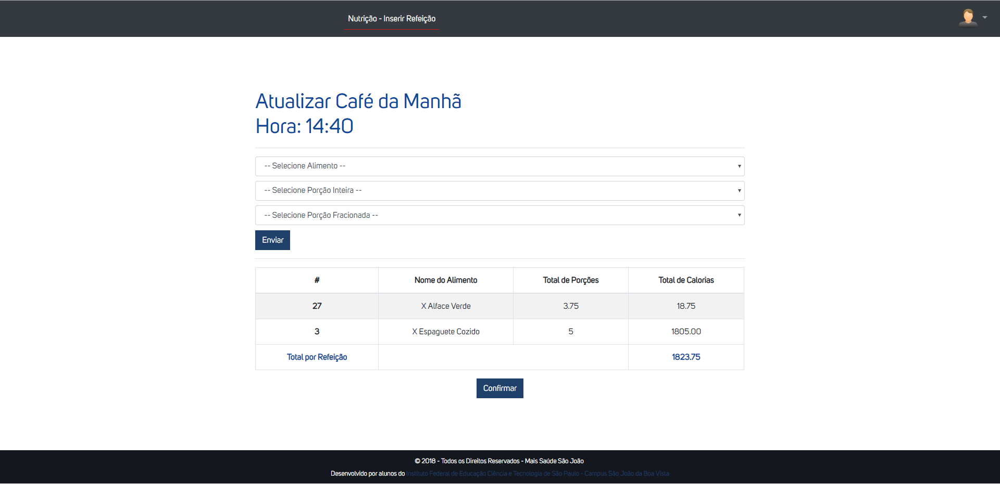 Nutrição - Inserir Refeição
Atualizar Café da Manhã
Hora: 14:40
-- Selecione Alimento --
-- Selecione Porção Inteira --
-- Selecione Porção Fracionada --
Enviar
# Nome do Alimento Total de Porções Total de Calorias
27 X Alface Verde 3.75 18.75
3 X Espaguete Cozido 5 1805.00
Total por Refeição 1823.75
Confirmar
© 2018 - Todos os Direitos Reservados - Mais Saúde São João
Desenvolvido por alunos do Instituto Federal de Educação Ciência e Tecnologia de São Paulo - Campus São João da Boa Vista